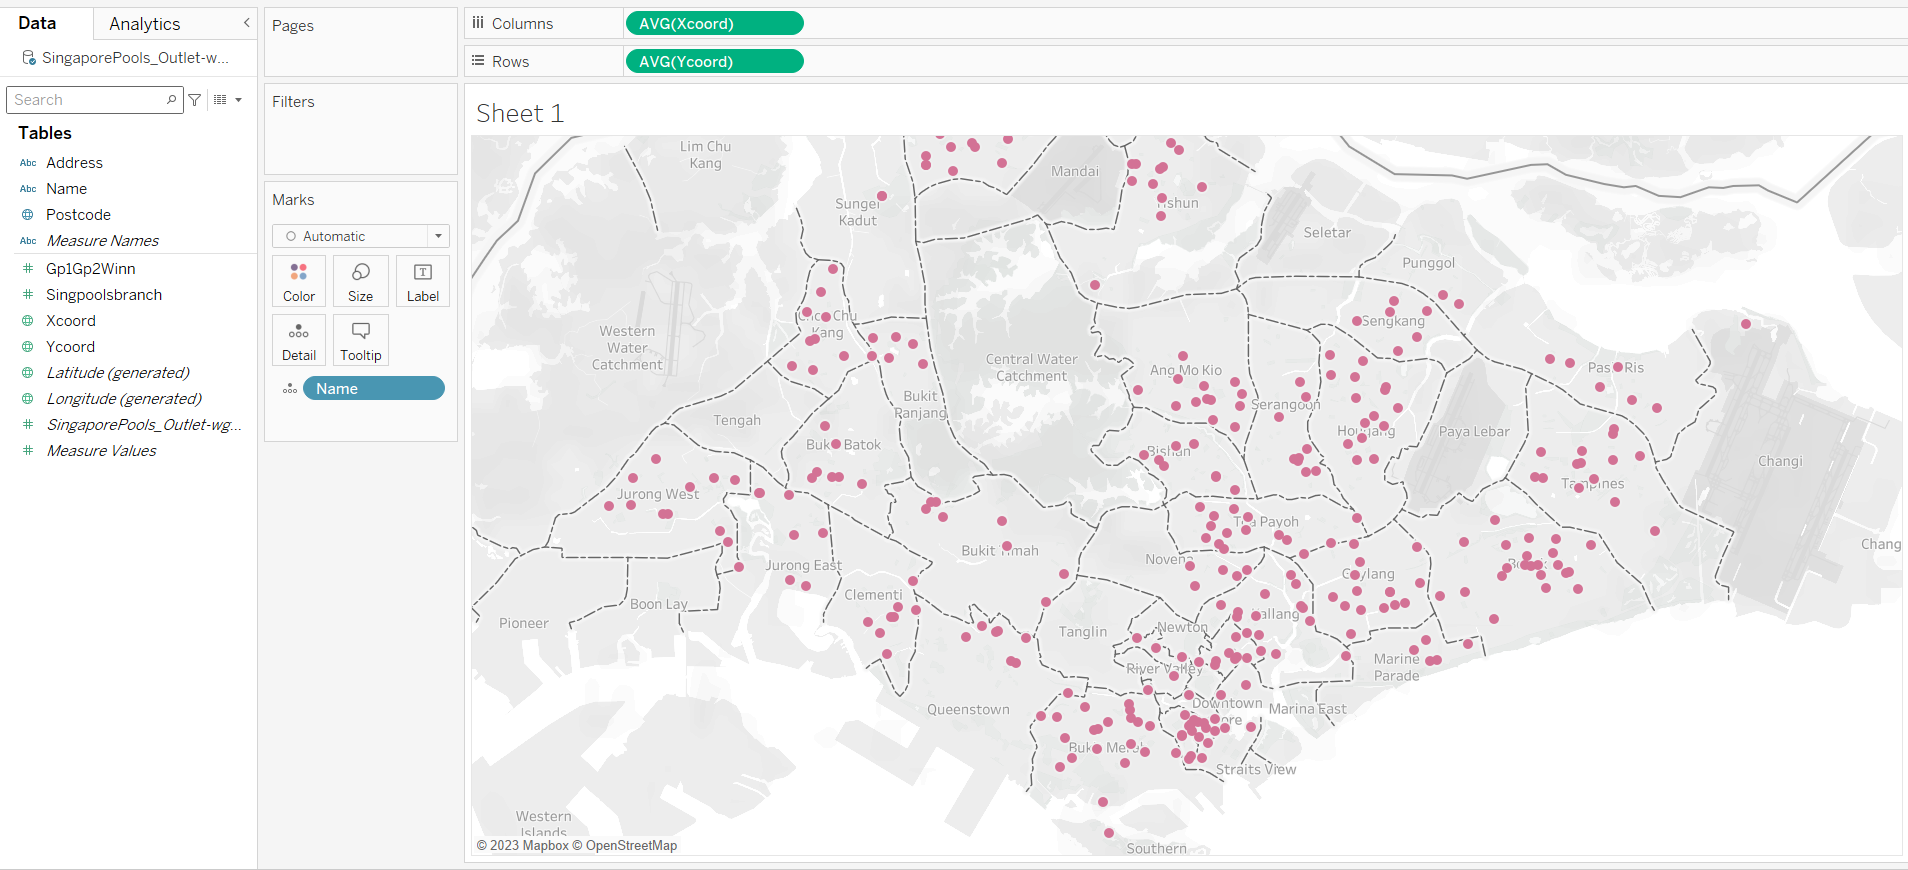 Data
Analytics
SingaporePools_Outlet-w...
Search
Tables
Abc Address
Abc Name
Postcode
Abc Measure Names
# Gp1Gp2Winn
# Singpoolsbranch
Xcoord
Ycoord
Latitude (generated)
Longitude (generated)
# SingaporePools_Outlet-wg...
# Measure Values
Pages
Filters
Marks
Automatic
Color
Size
T
Label
Detail
Tooltip
Name
Columns
AVG(Xcoord)
Rows
AVG(Ycoord)
Sheet 1
Lim Chu
Kang
Mandai
Sungei
Kadut
Yishun
Seletar
Punggol
Choa Chu
Kang
Sengkang
Western
Water
Catchment
Central Water
Catchment
Ang Mo Kio
Pasir Ris
Bukit
Panjang
Serangoon
Tengah
Hougang
Paya Lebar
Bukit Batok
Bishan
Changi
Jurong West
Tampines
Toa Payoh
Bukit Timah
Chang
Novena
Jurong East
Geylang
Bedok
Clementi
Boon Lay
Kallang
Pioneer
Tanglin
Newton
River Valley
Marine
Parade
Queenstown
Downtown
Core
Marina East
Bukit Merah
Straits View
Western
Islands
© 2023 Mapbox © OpenStreetMap
Southern